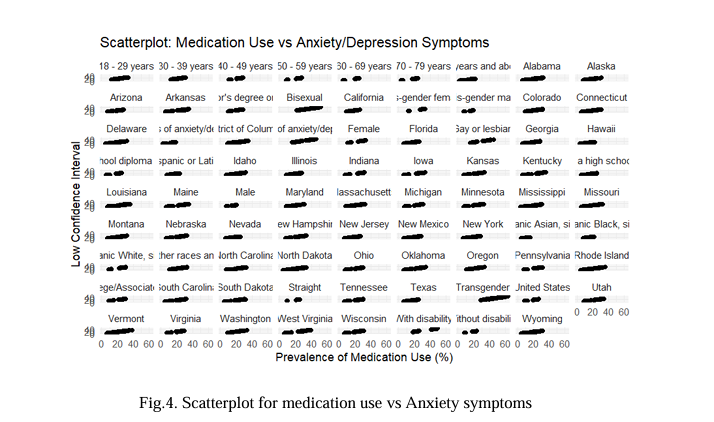 Scatterplot: Medication Use vs Anxiety/Depression Symptoms
18 - 29 years 30 - 39 years 40 - 49 years 50 - 59 years 60 - 69 years 70 - 79 years years and abo Alabama Alaska
Arizona Arkansas or's degree or Bisexual California s-gender fem is-gender ma Colorado Connecticut
Delaware s of anxiety/de trict of Colum of anxiety/dep Female Florida Gay or lesbiar Georgia Hawaii
hool diploma spanic or Lati Idaho Illinois Indiana Iowa Kansas Kentucky a high schoo
Louisiana Maine Male Maryland Massachusett Michigan Minnesota Mississippi Missouri
Montana Nebraska Nevada ew Hampshir New Jersey New Mexico New York anic Asian, si anic Black, si
anic White, s ther races an North Carolina North Dakota Ohio Oklahoma Oregon Pennsylvania Rhode Island
ege/Associate South Carolina South Dakota Straight Tennessee Texas Transgender United States Utah
Vermont Virginia Washington West Virginia Wisconsin With disability ithout disabili Wyoming
0 20 40 60
0 20 40 60 0 20 40 60 0 20 40 60 0 20 40 60 0 20 40 60 0 20 40 60 0 20 40 60 0 20 40 60
Low Confidence Interval
Prevalence of Medication Use (%)
Fig.4. Scatterplot for medication use vs Anxiety symptoms